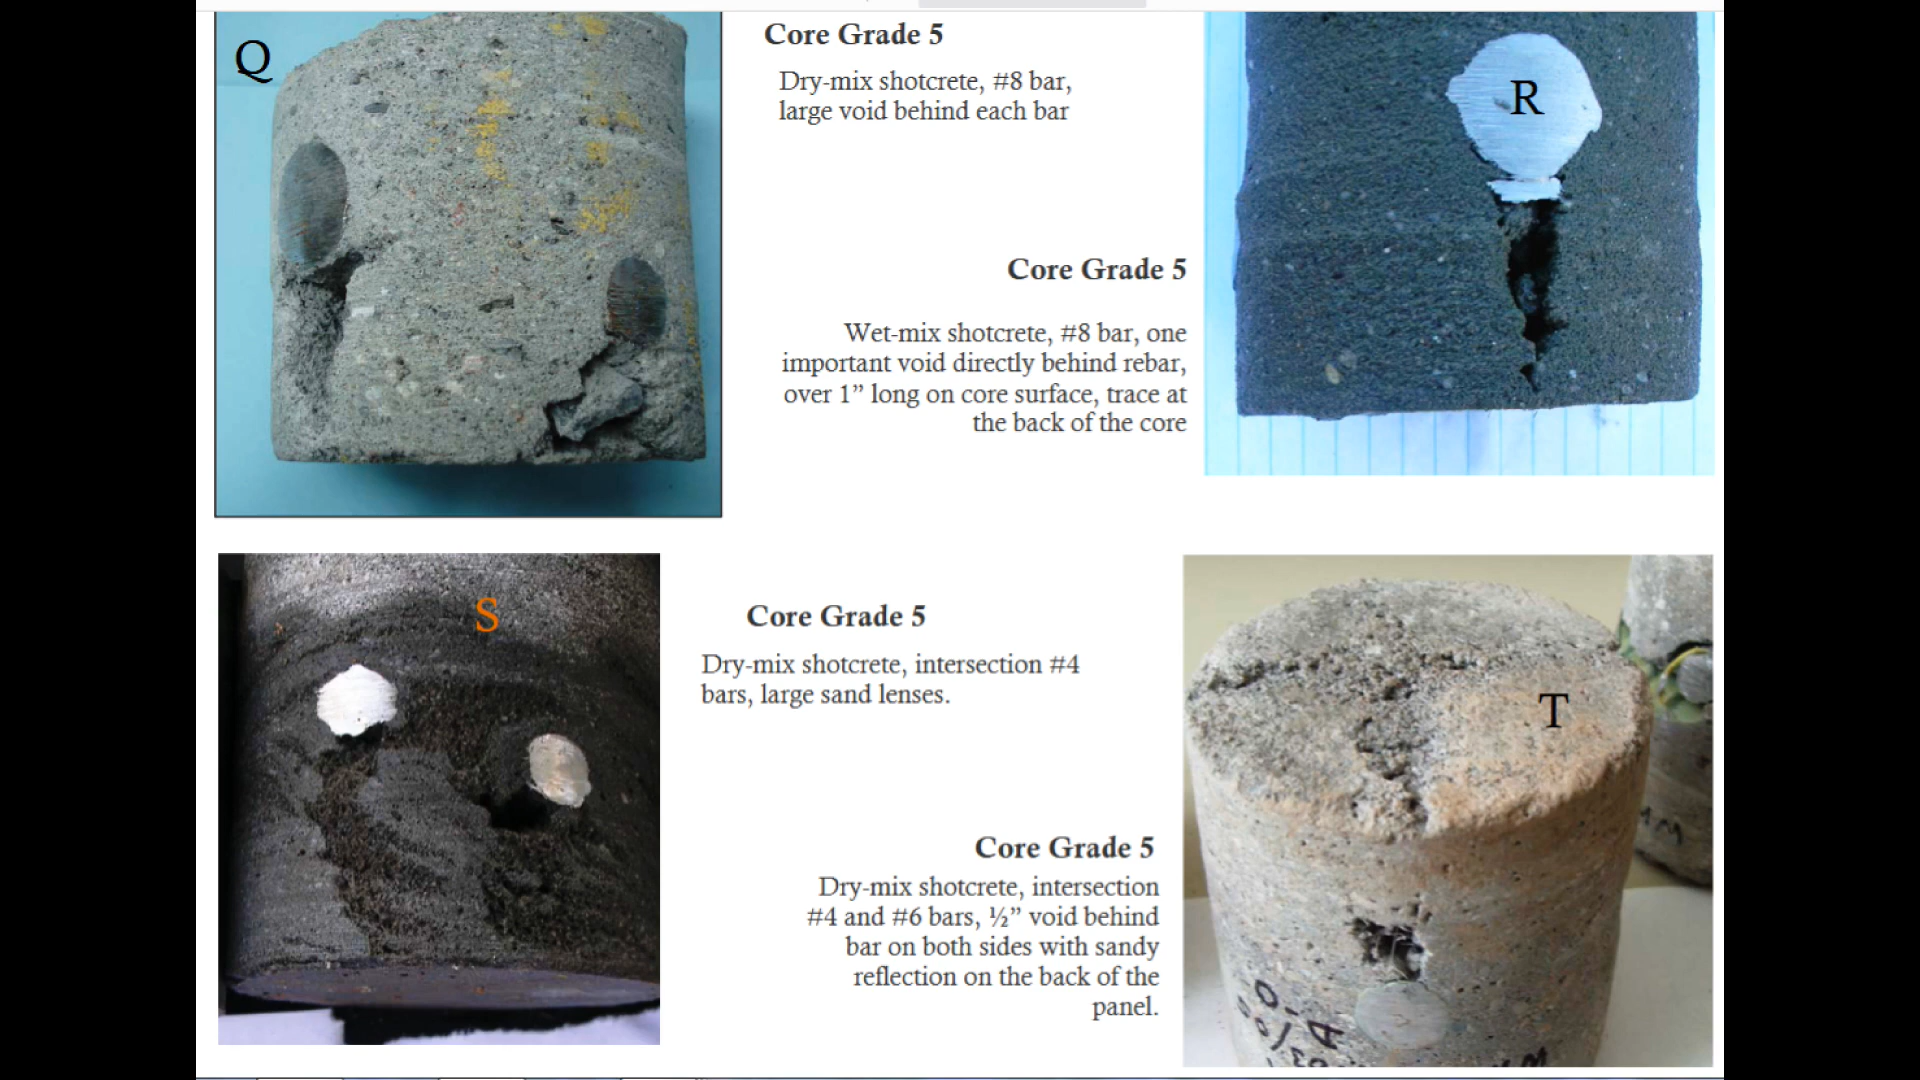 Q
Core Grade 5
Dry-mix shotcrete, #8 bar,
large void behind each bar
R
Core Grade 5
Wet-mix shotcrete, #8 bar, one
important void directly behind rebar,
over 1” long on core surface, trace at
the back of the core
S
Core Grade 5
Dry-mix shotcrete, intersection #4
bars, large sand lenses.
T
Core Grade 5
Dry-mix shotcrete, intersection
#4 and #6 bars, ½” void behind
bar on both sides with sandy
reflection on the back of the
panel.